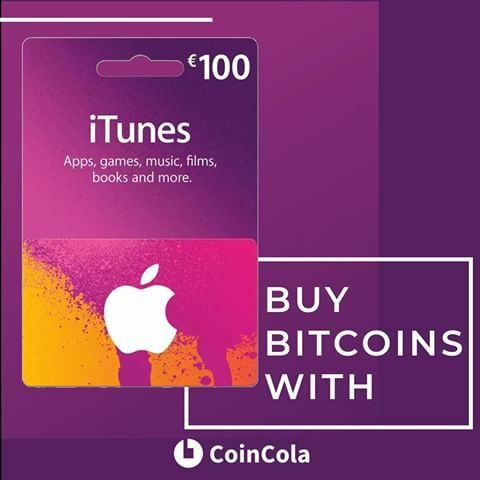 €100
iTunes
Apps, games, music, films,
books and more.
BUY
BITCOINS
WITH
CoinCola